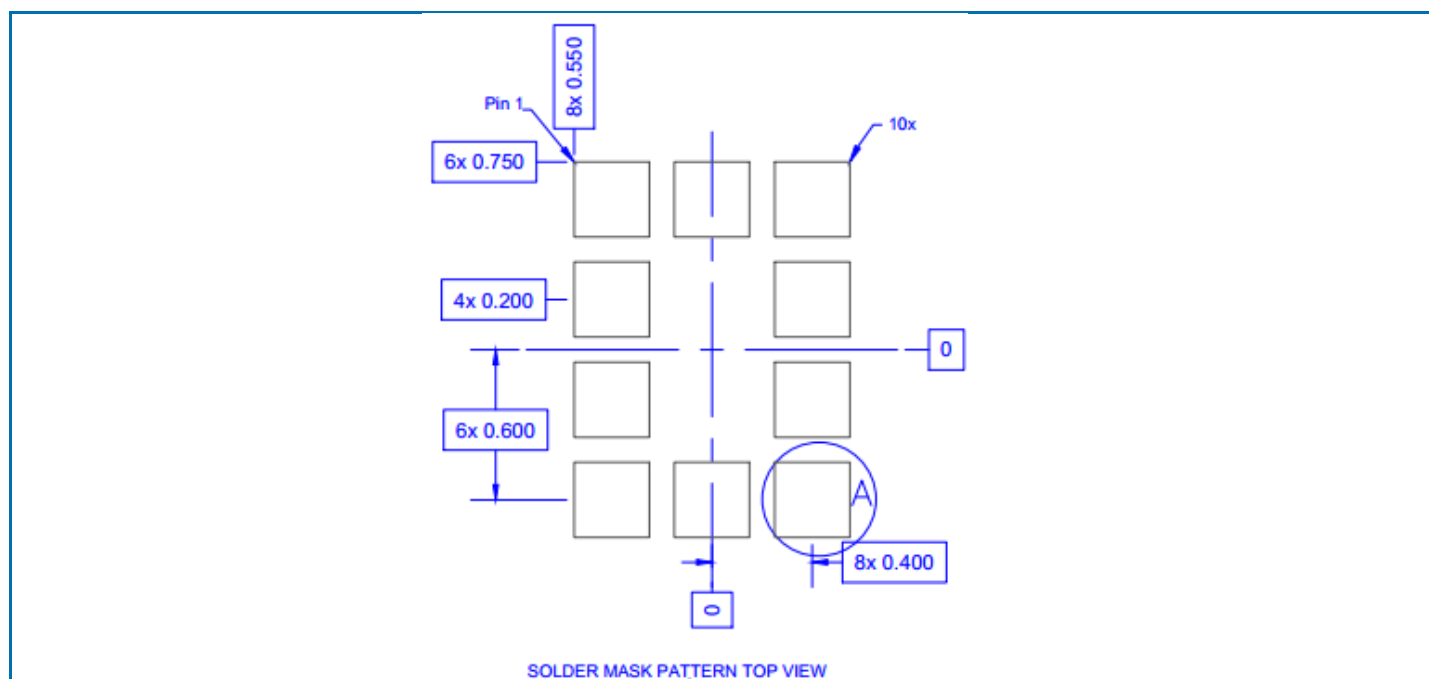 8x 0.550
Pin 1
10x
6x 0.750
4x 0.200
0
6x 0.600
A
8x 0.400
0
SOLDER MASK PATTERN TOP VIEW